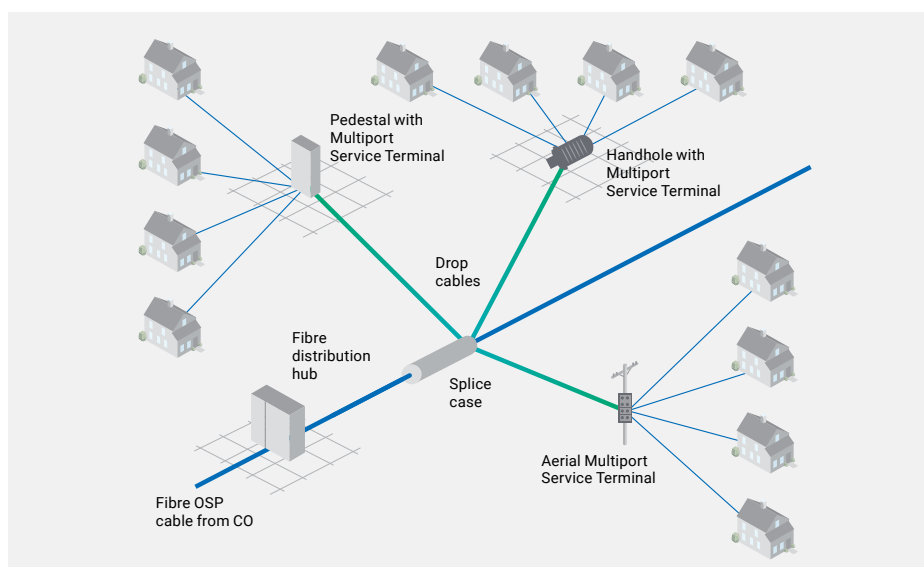 Pedestal with
Multiport
Service Terminal
Handhole with
Multiport
Service Terminal
Drop
cables
Fibre
distribution
hub
Splice
case
Aerial Multiport
Service Terminal
Fibre OSP
cable from CO